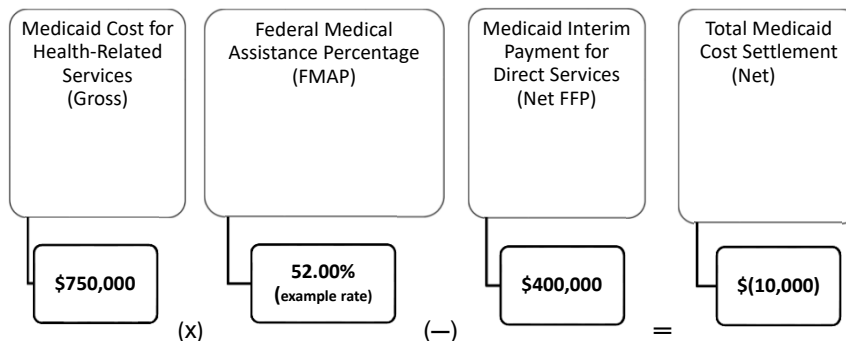 Medicaid Cost for
Health-Related
Services
(Gross)
Federal Medical
Assistance Percentage
(FMAP)
Medicaid Interim
Payment for
Direct Services
(Net FFP)
Total Medicaid
Cost Settlement
(Net)
$750,000
(x)
52.00%
(example rate)
(—)
$400,000
=
$(10,000)